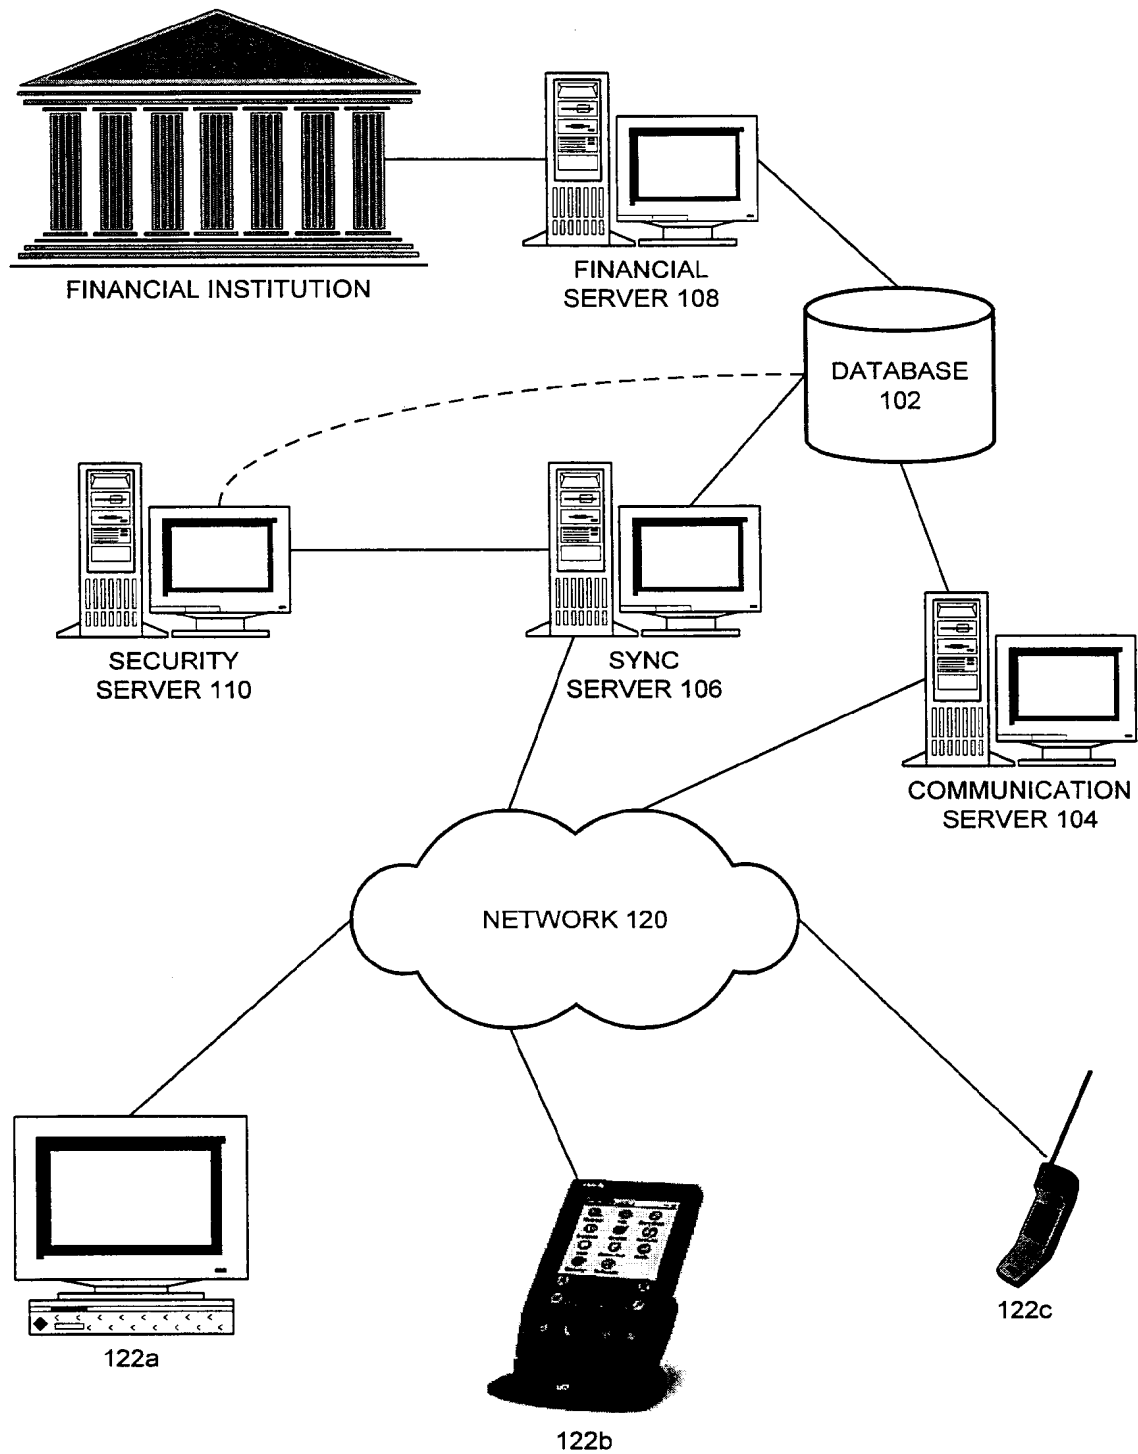 FINANCIAL INSTITUTION
FINANCIAL
SERVER 108
DATABASE
102
SECURITY
SERVER 110
SYNC
SERVER 106
COMMUNICATION
SERVER 104
NETWORK 120
122a
122b
122c